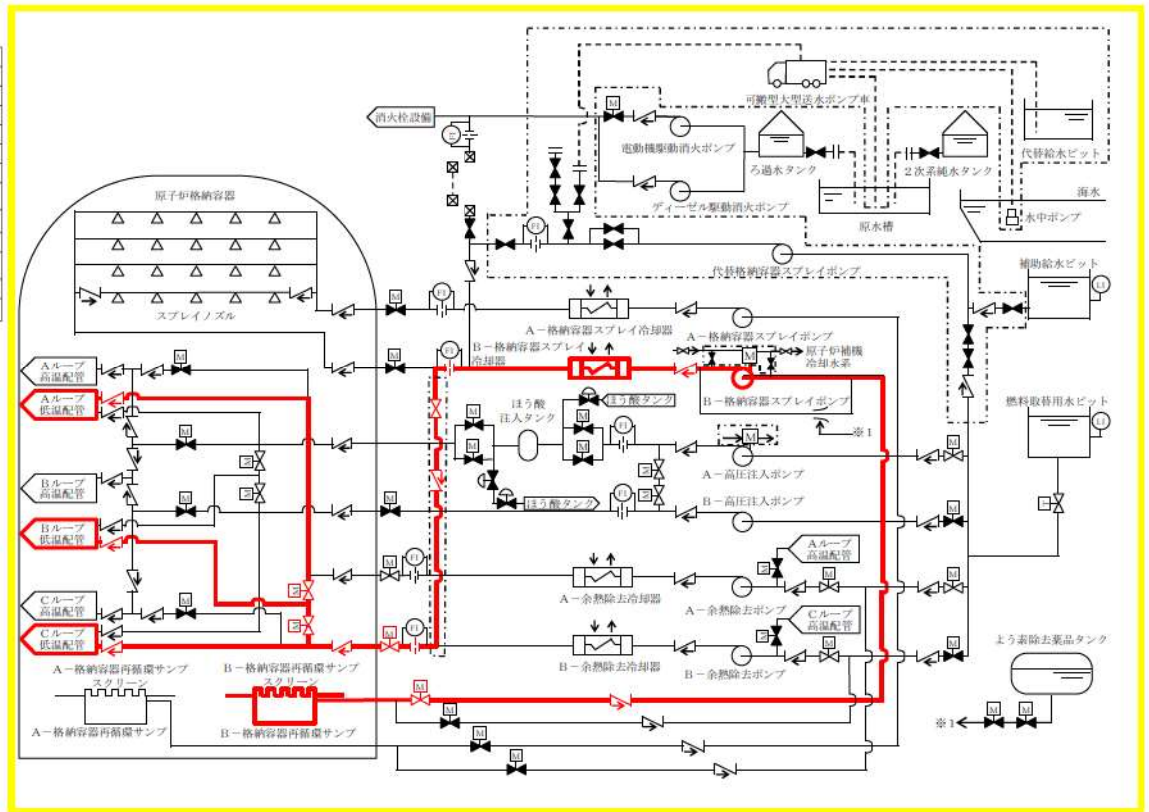 可搬型大型送水ポンプ車
M
消火栓設備
FI
電動機駆動消火ポンプ
ろ過水タンク
2次系純水タンク
代替給水ピット
海水
ディーゼル駆動消火ポンプ
原水槽
水中ポンプ
原子炉格納容器
FI
代替格納容器スプレイポンプ
補助給水ピット
LI
スプレイノズル
M
FI
A-格納容器スプレイ冷却器
A-格納容器スプレイポンプ
B-格納容器スプレイ
冷却器
FI
M
M
原子炉補機
冷却水系
Aループ
高温配管
M
Aループ
低温配管
B-格納容器スプレイポンプ
※1
燃料取替用水ピット
LI
ほう酸
注入タンク
ほう酸タンク
M
M
M
M
M
FI
M
M
A-高圧注入ポンプ
M
M
M
T
Bループ
高温配管
M
M
ほう酸タンク
FI
M
B-高圧注入ポンプ
M
Bループ
低温配管
Aループ
高温配管
M
FI
M
M
M
M
A-余熱除去冷却器
A-余熱除去ポンプ
Cループ
高温配管
M
M
Cループ
高温配管
Cループ
低温配管
M
FI
M
M
M
B-余熱除去冷却器
B-余熱除去ポンプ
よう素除去薬品タンク
A-格納容器再循環サンプ
スクリーン
B-格納容器再循環サンプ
スクリーン
M
A-格納容器再循環サンプ
B-格納容器再循環サンプ
M
M
M
※1
M
M